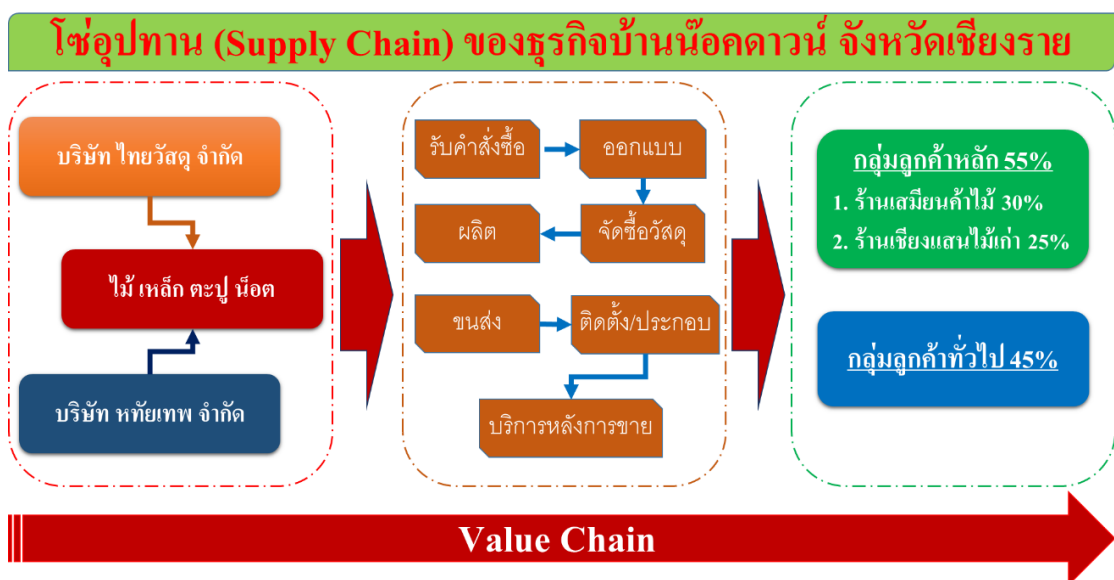 โซ่อุปทาน (Supply Chain) ของธุรกิจบ้านน๊อคดาวน์ จังหวัดเชียงราย
บริษัท ไทยวัสดุ จำกัด
ไม้ เหล็ก ตะปู น็อต
บริษัท หทัยเทพ จำกัด
รับคำสั่งซื้อ
ออกแบบ
จัดซื้อวัสดุ
ผลิต
ขนส่ง
ติดตั้ง/ประกอบ
บริการหลังการขาย
กลุ่มลูกค้าหลัก 55%
1. ร้านเสมียนค้าไม้ 30%
2. ร้านเชียงแสนไม้เก่า 25%
กลุ่มลูกค้าทั่วไป 45%
Value Chain